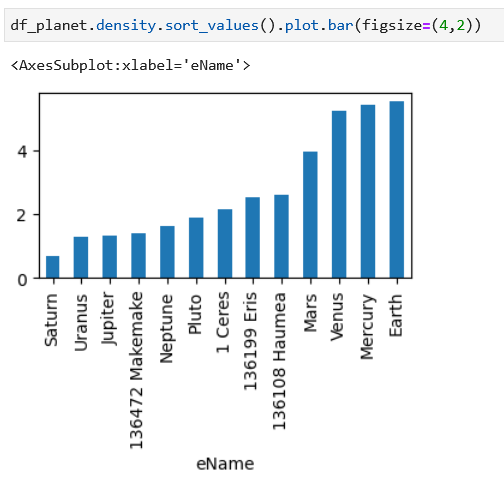 df_planet.density.sort_values().plot.bar(figsize=(4,2))
<AxesSubplot:xlabel='eName'>
4
2
0
Saturn
Uranus
Jupiter
136472 Makemake
Neptune
Pluto
1 Ceres
136199 Eris
136108 Haumea
Mars
Venus
Mercury
Earth
eName